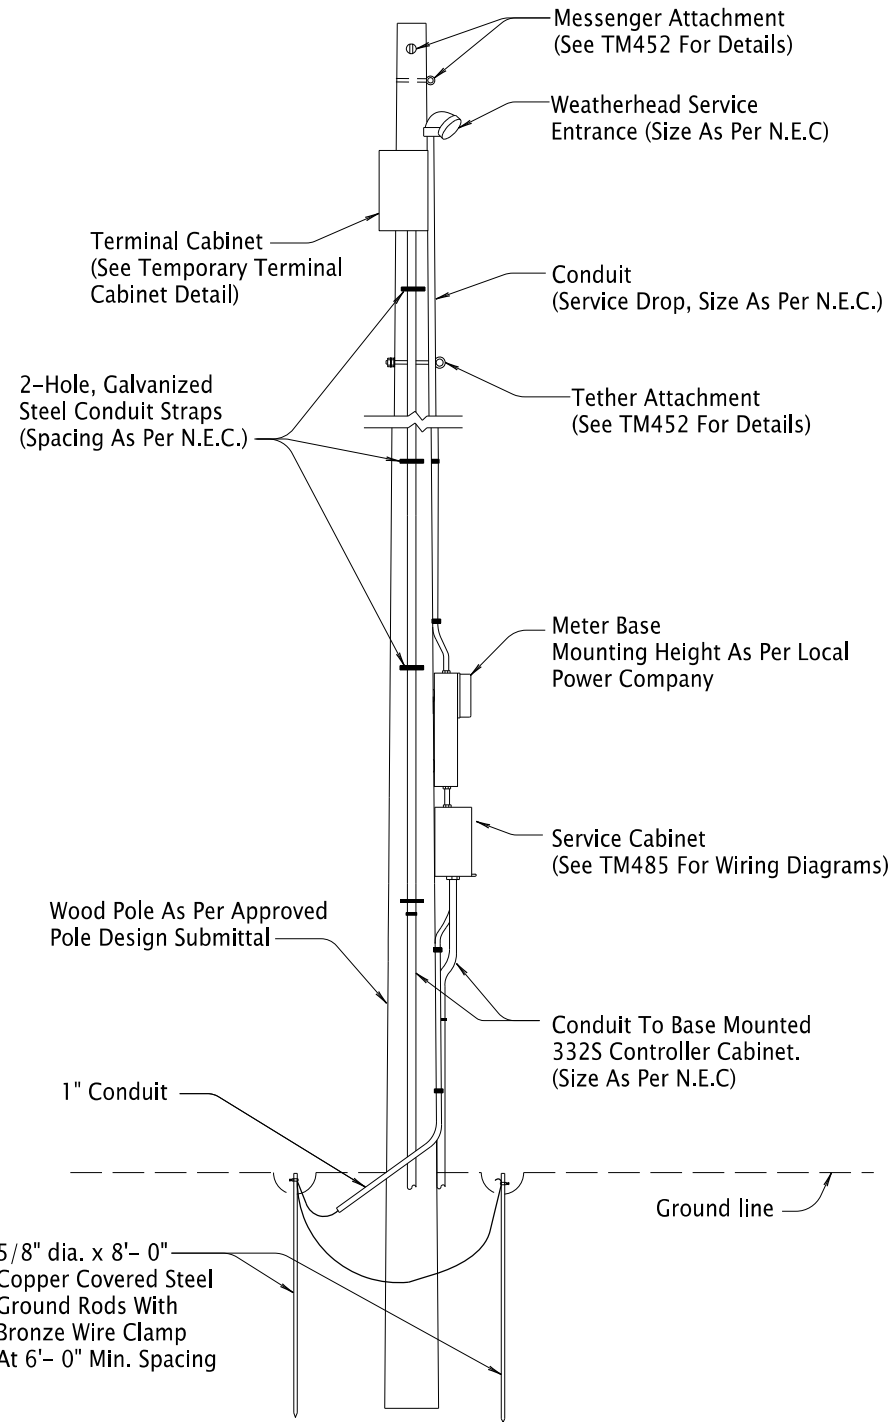 Messenger Attachment
(See TM452 For Details)
Weatherhead Service
Entrance (Size As Per N.E.C)
Terminal Cabinet
(See Temporary Terminal
Cabinet Detail)
Conduit
(Service Drop, Size As Per N.E.C.)
2-Hole, Galvanized
Steel Conduit Straps
(Spacing As Per N.E.C.)
Tether Attachment
(See TM452 For Details)
Meter Base
Mounting Height As Per Local
Power Company
Service Cabinet
(See TM485 For Wiring Diagrams)
Wood Pole As Per Approved
Pole Design Submittal
Conduit To Base Mounted
332S Controller Cabinet.
(Size As Per N.E.C)
1" Conduit
Ground line
5/8" dia. x 8'- 0"
Copper Covered Steel
Ground Rods With
Bronze Wire Clamp
At 6'- 0" Min. Spacing